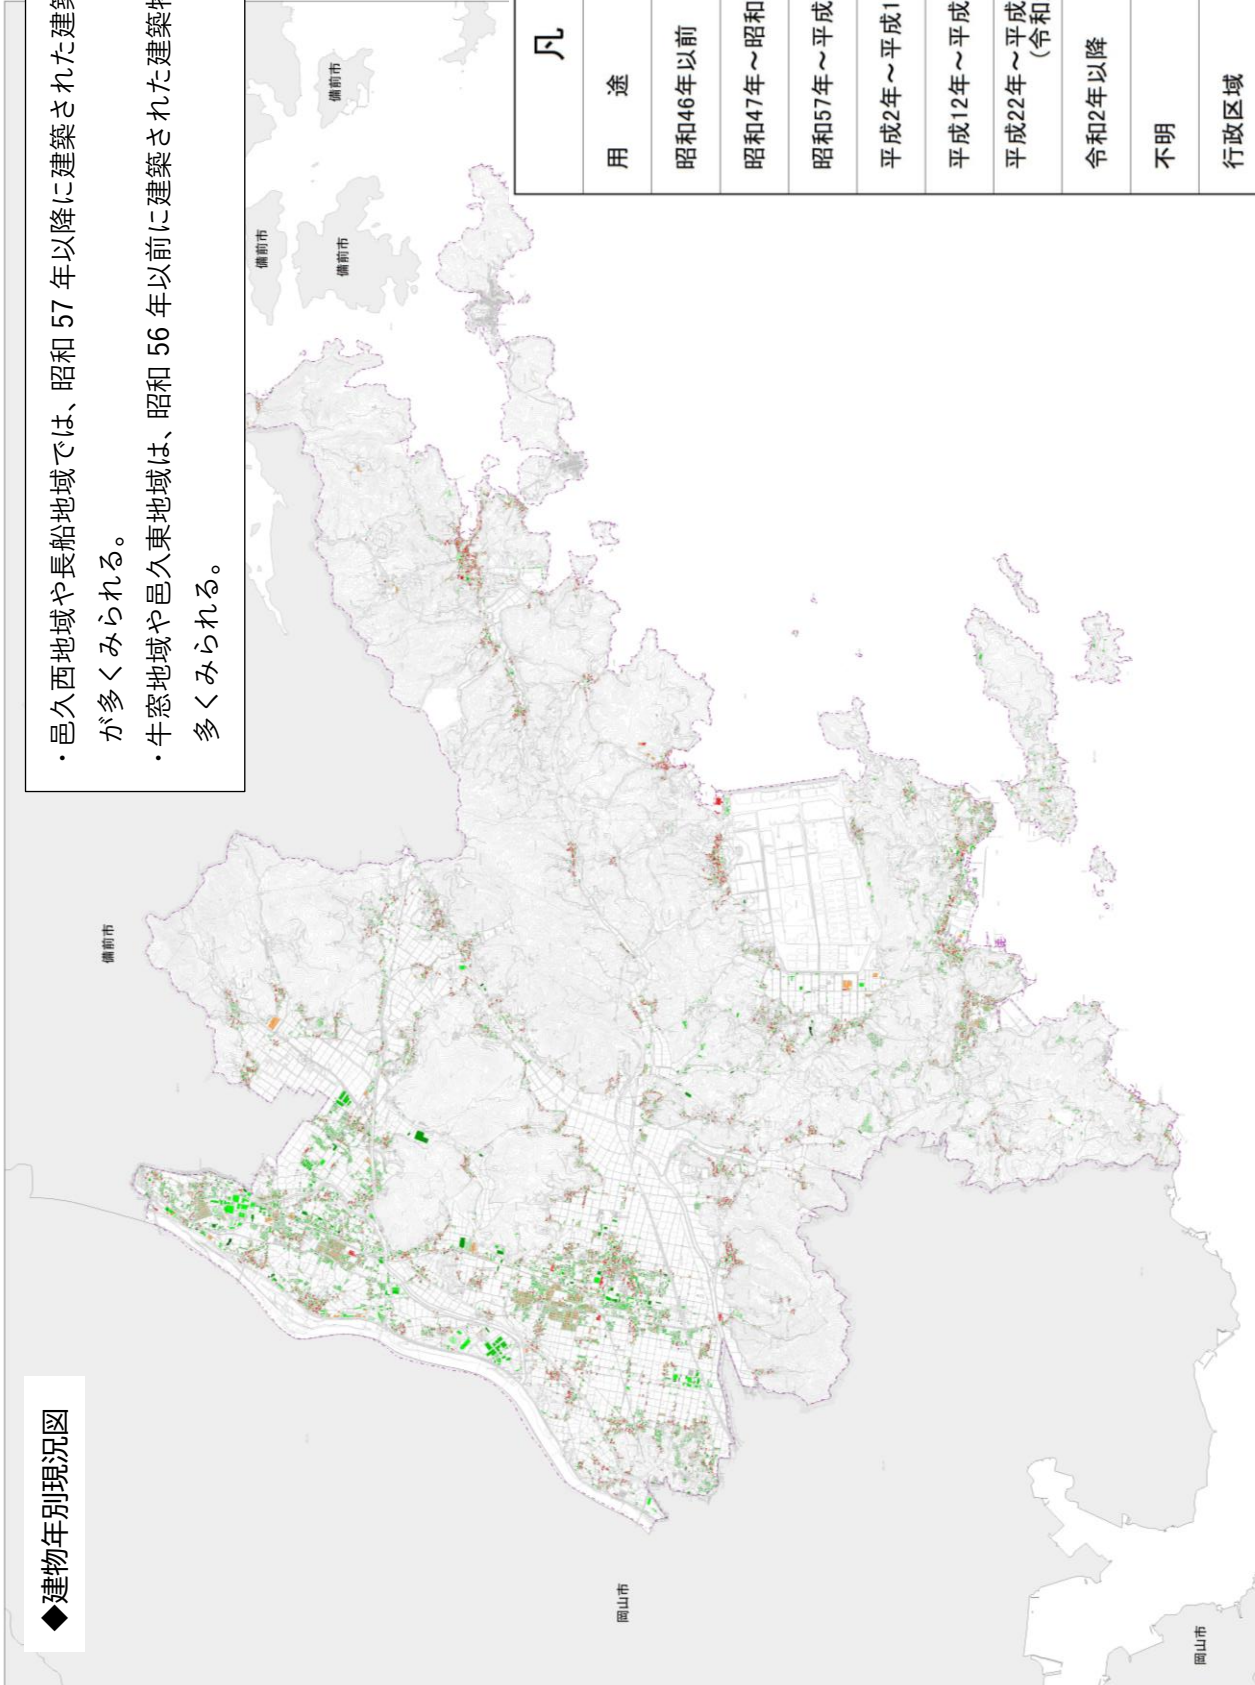 ◆建物年別現況図
・邑久西地域や長船地域では、昭和 57 年以降に建築された建築
が多くみられる。
・牛窓地域や邑久東地域は、昭和 56 年以前に建築された建築物
多くみられる。
備前市
備前市
備前市
備前市
岡山市
岡山市
凡
用 途
昭和46年以前
昭和47年～昭和
昭和57年～平成
平成2年～平成1
平成12年～平成
平成22年～平成
(令和
令和2年以降
不明
行政区域